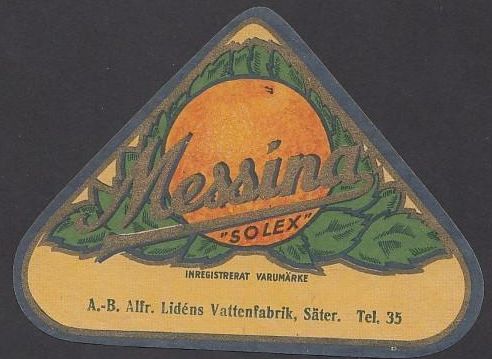 Messina
"SOLEX"
INREGISTRERAT VARUMÄRKE
A.-B. Alfr. Lidéns Vattenfabrik, Säter. Tel. 35